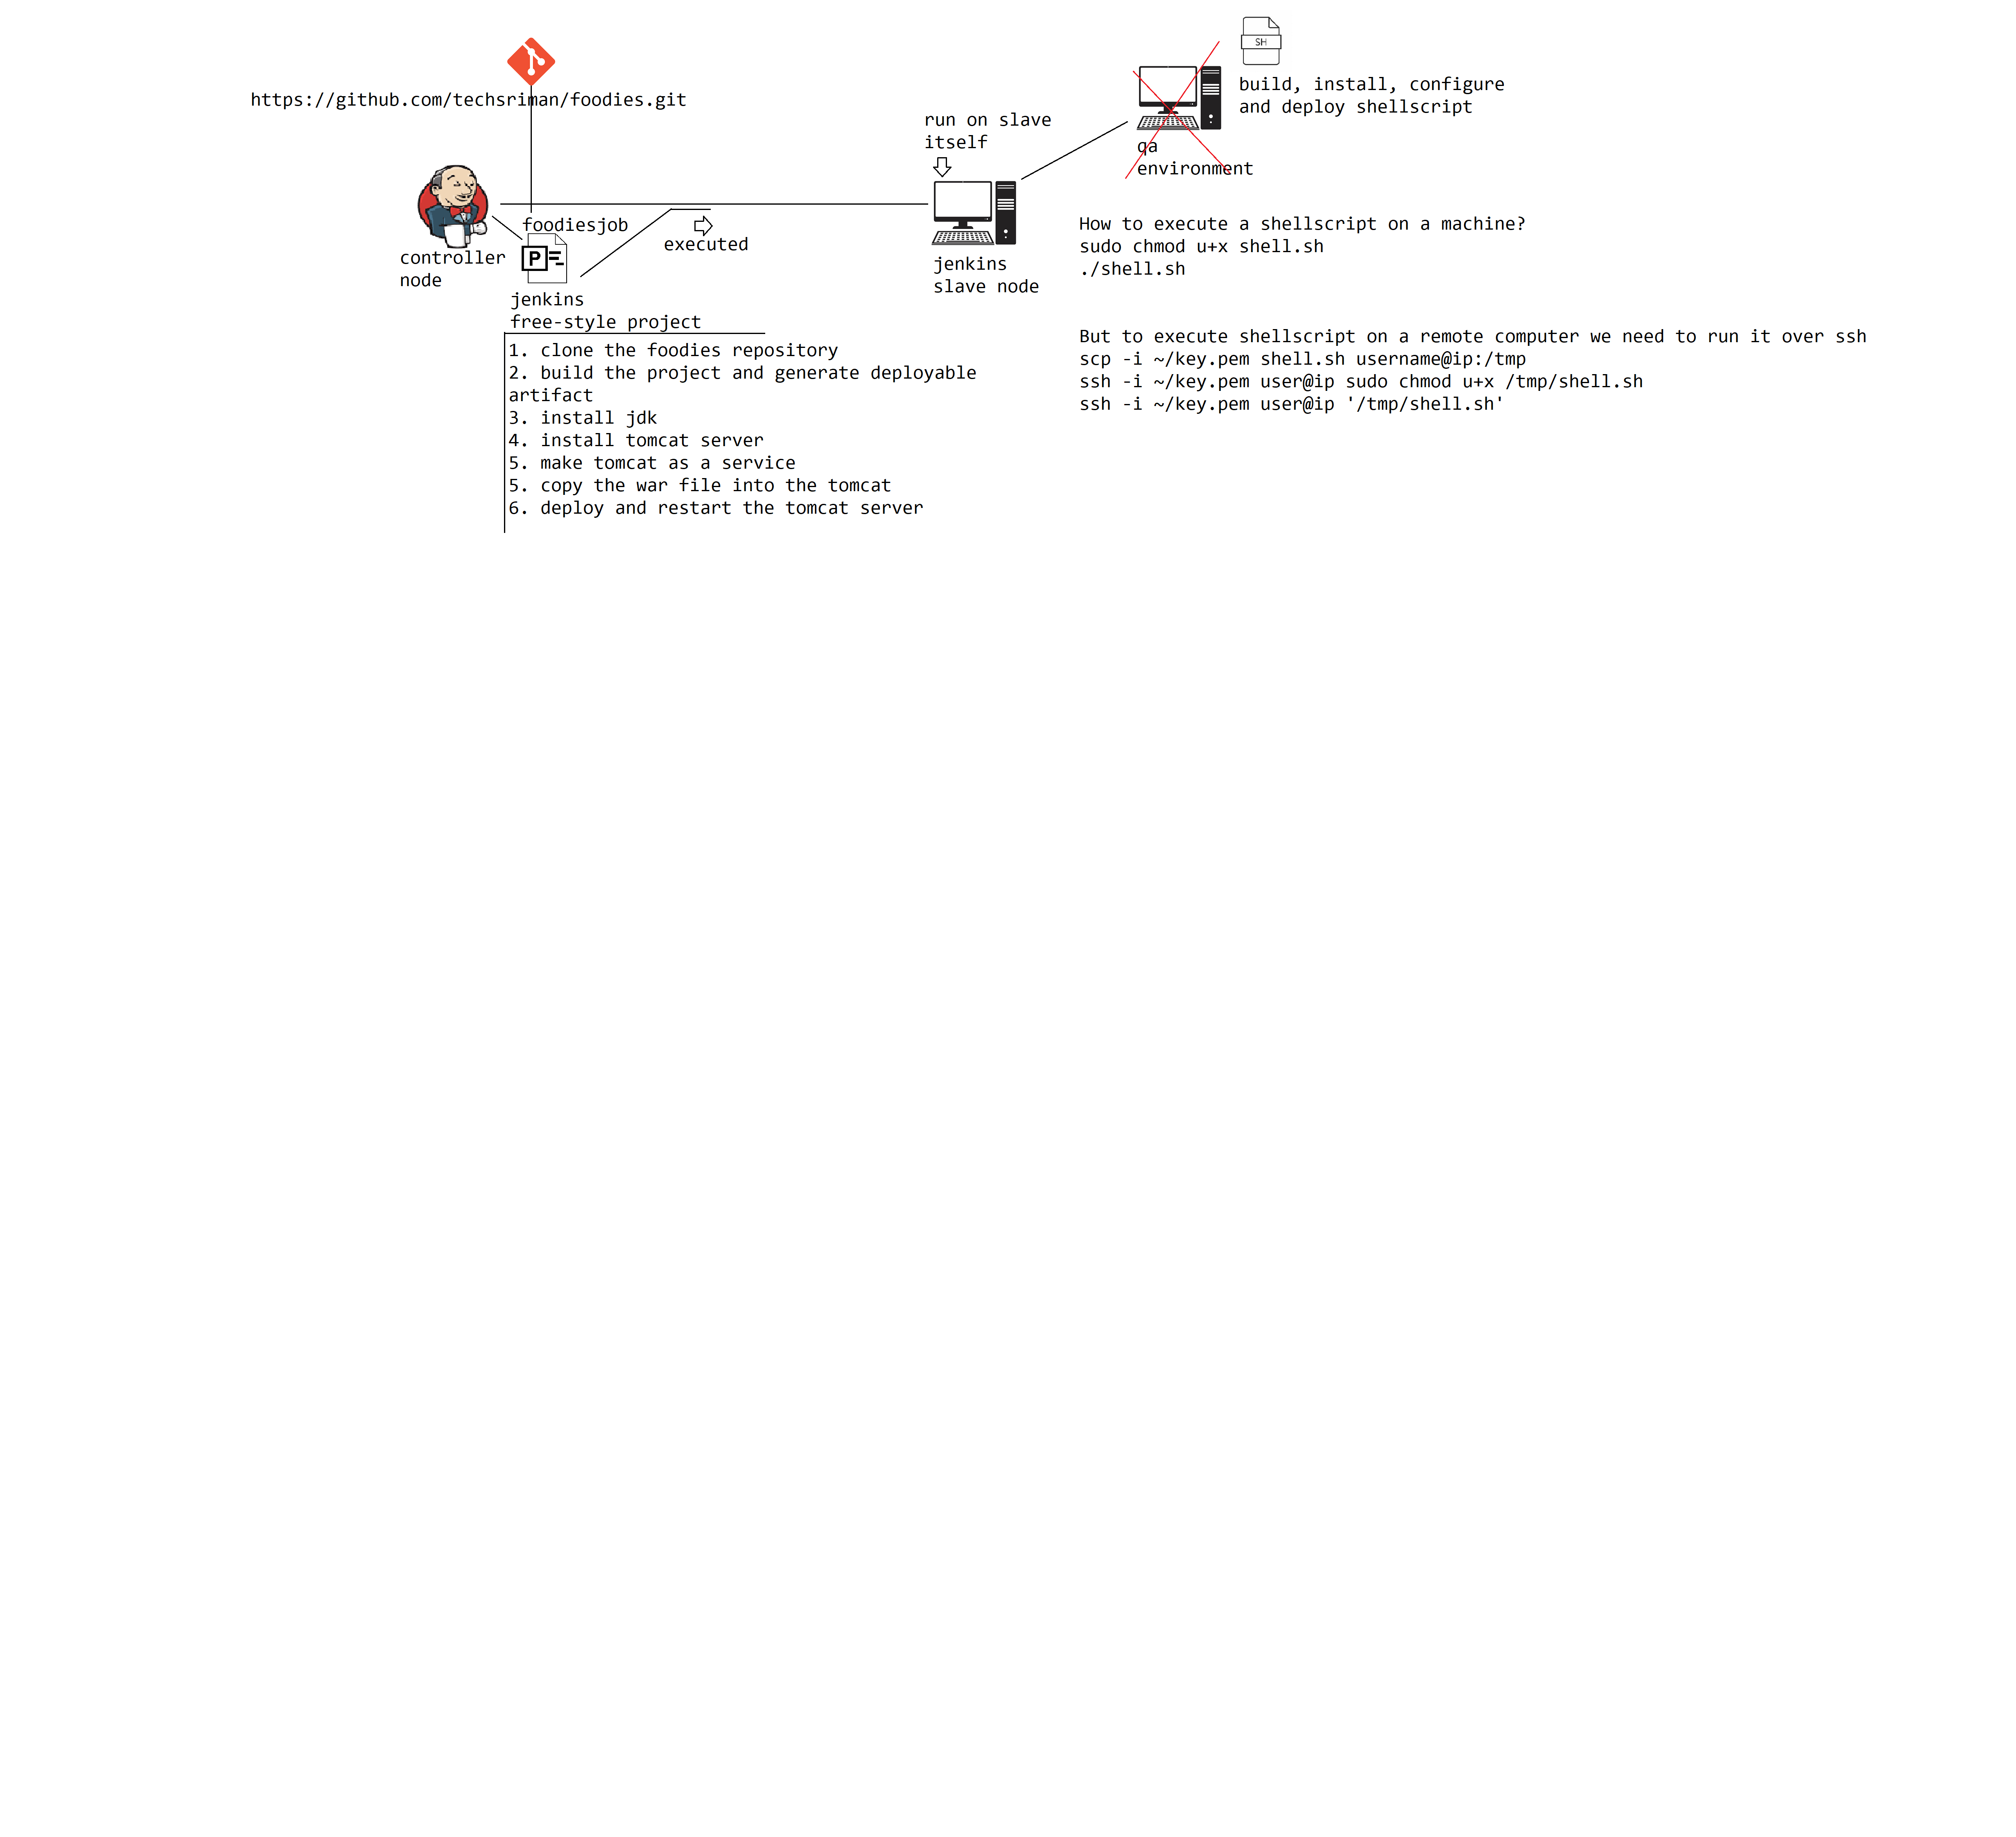 https://github.com/techsriman/foodies.git
SH
build, install, configure
and deploy shellscript
run on slave
itself
qa
environment
foodiesjob
executed
controller
node
P
jenkins
free-style project
jenkins
slave node
1. clone the foodies repository
2. build the project and generate deployable
artifact
3. install jdk
4. install tomcat server
5. make tomcat as a service
5. copy the war file into the tomcat
6. deploy and restart the tomcat server
How to execute a shellscript on a machine?
sudo chmod u+x shell.sh
./shell.sh
But to execute shellscript on a remote computer we need to run it over ssh
scp -i ~/key.pem shell.sh username@ip:/tmp
ssh -i ~/key.pem user@ip sudo chmod u+x /tmp/shell.sh
ssh -i ~/key.pem user@ip '/tmp/shell.sh'